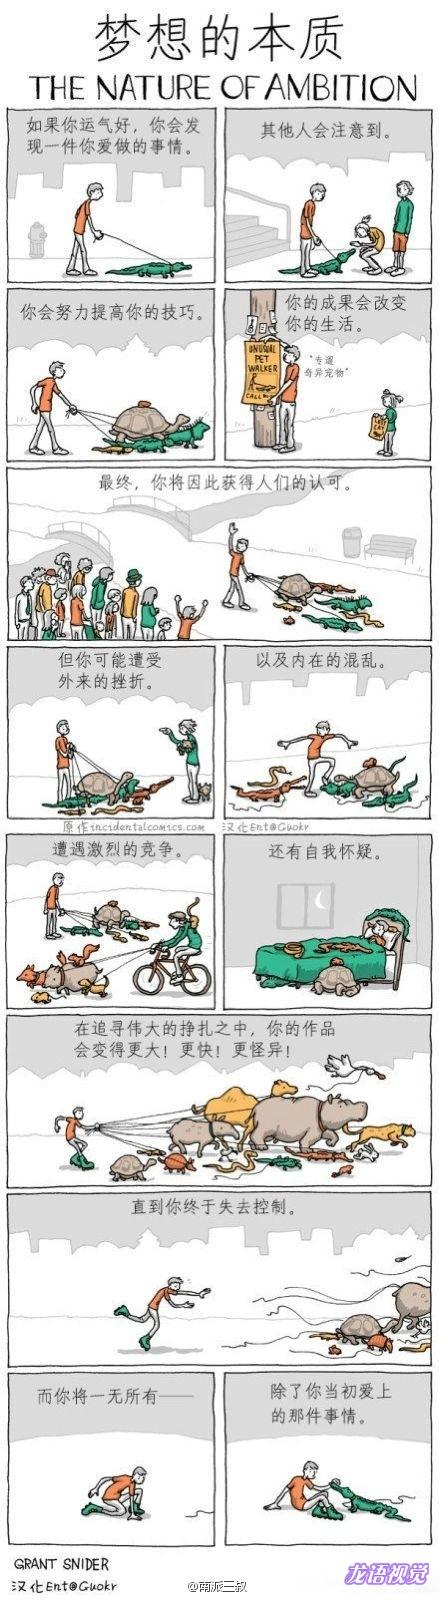 梦想的本质
THE NATURE OF AMBITION
如果你运气好，你会发
现一件你爱做的事情。
其他人会注意到。
你会努力提高你的技巧。
你的成果会改变
你的生活。
UNUSUAL
PET
WALKER
CALL
"专遛
奇异宠物"
LOST
CAT
最终，你将因此获得人们的认可。
但你可能遭受
外来的挫折。
以及内在的混乱。
原作incidentalcomics.com
汉化Ent@Guokr
遭遇激烈的竞争。
还有自我怀疑。
在追寻伟大的挣扎之中，你的作品
会变得更大！更快！更怪异！
直到你终于失去控制。
而你将一无所有——
除了你当初爱上
的那件事情。
GRANT SNIDER
汉化Ent@Guokr
@南派三叔
龙语视觉